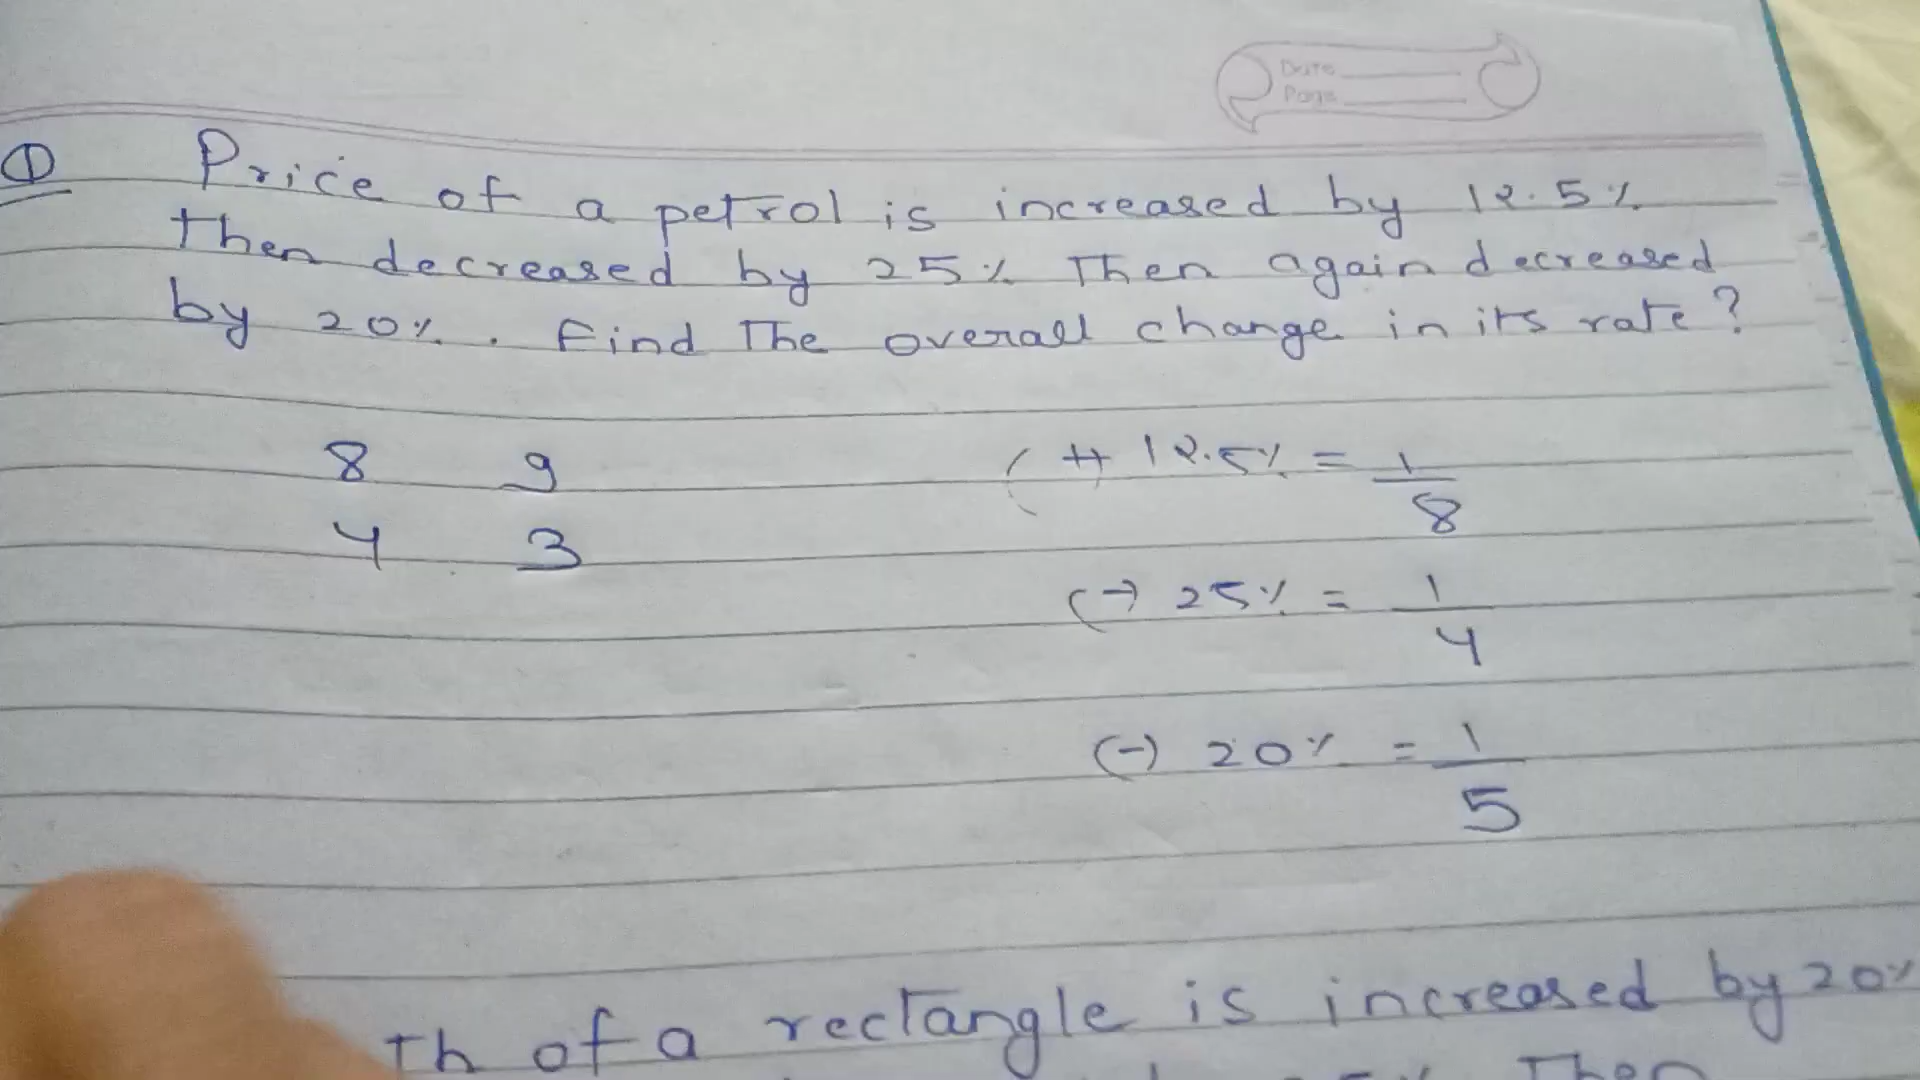 Date
Page
① Price of a petrol is increased by 12.5%
Then decreased by 25% Then again decreased
by 20%. Find The overall change in its rate?
8 9 (+) 12.5% = 1/8
4 3 (-) 25% = 1/4
(-) 20% = 1/5
Th of a rectangle is increased by 20%
Then